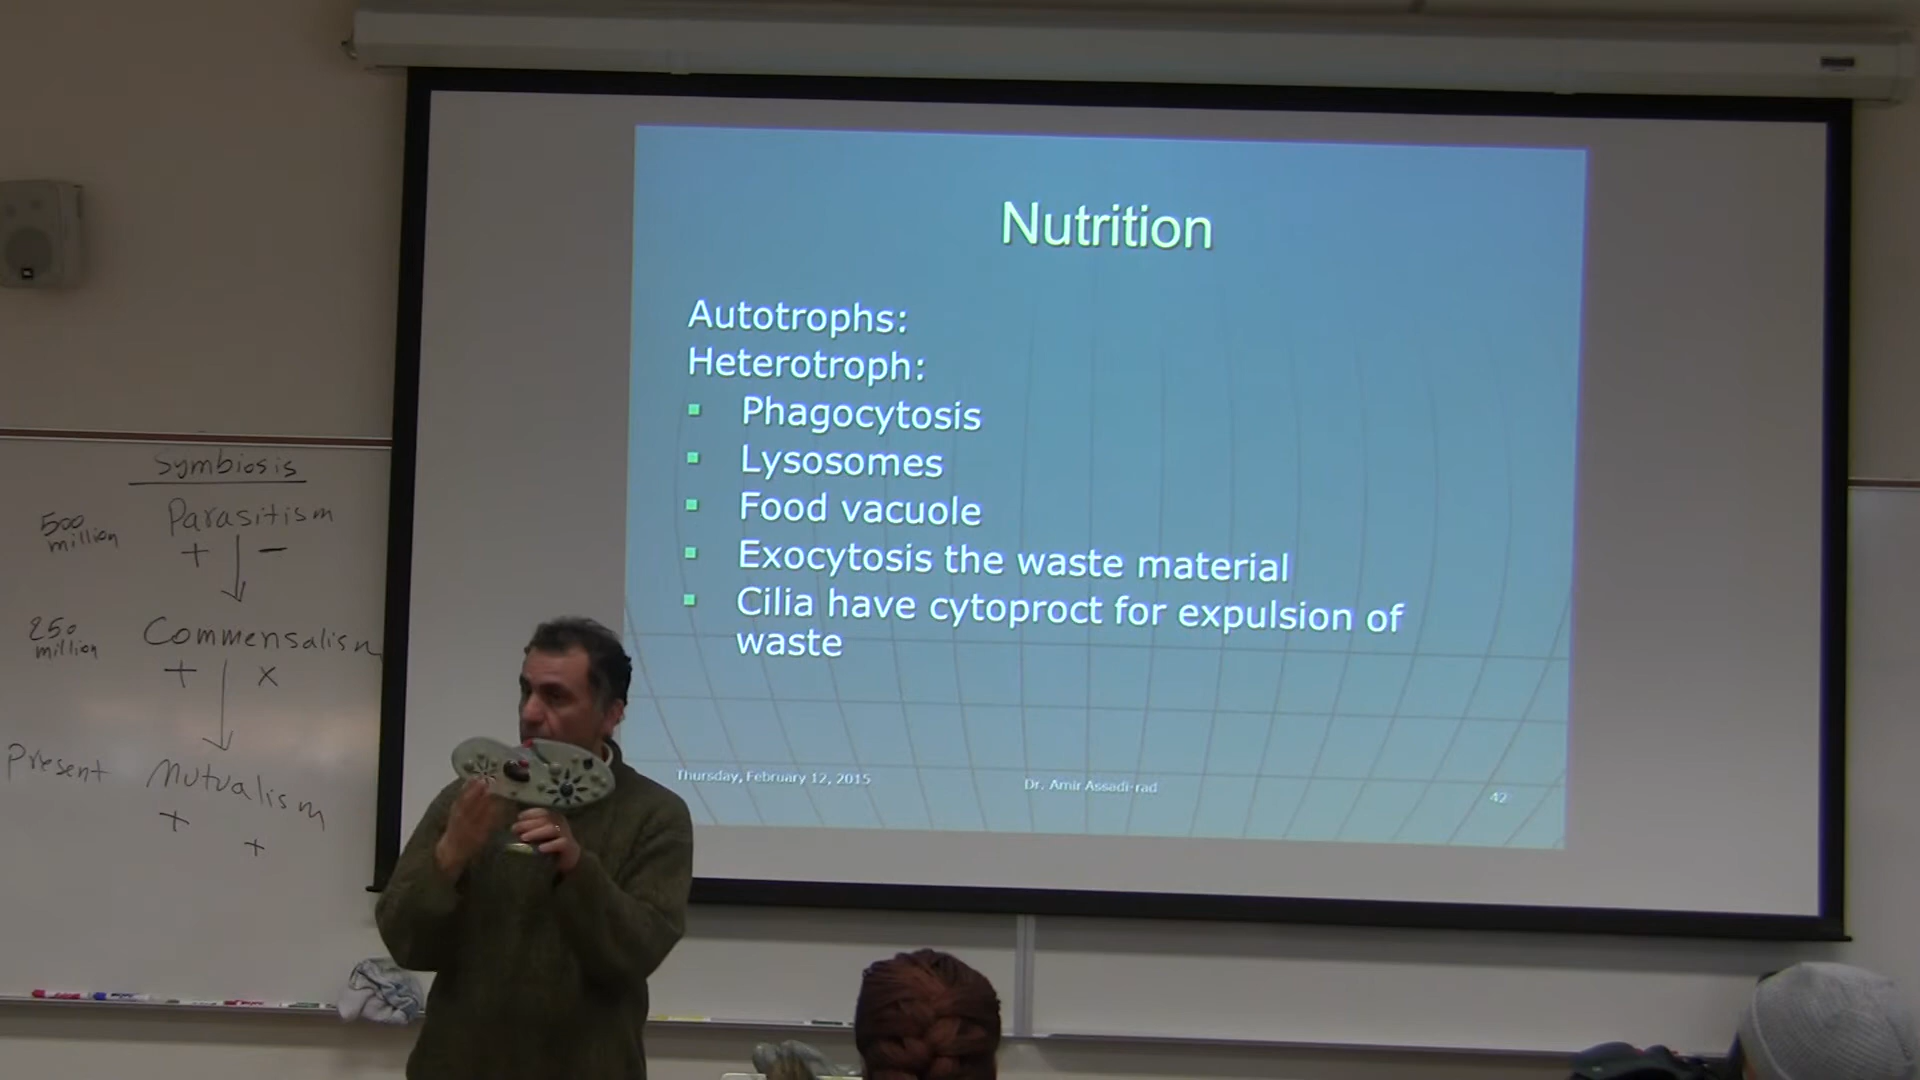 Nutrition
Autotrophs:
Heterotroph:
Phagocytosis
Lysosomes
Food vacuole
Exocytosis the waste material
Cilia have cytoproct for expulsion of
waste
Thursday, February 12, 2015
Dr. Amir Assadi-rad
42
Symbiosis
500
million
Parasitism
+ −
250
million
Commensalism
+ x
Present
Mutualism
+ +
JBL